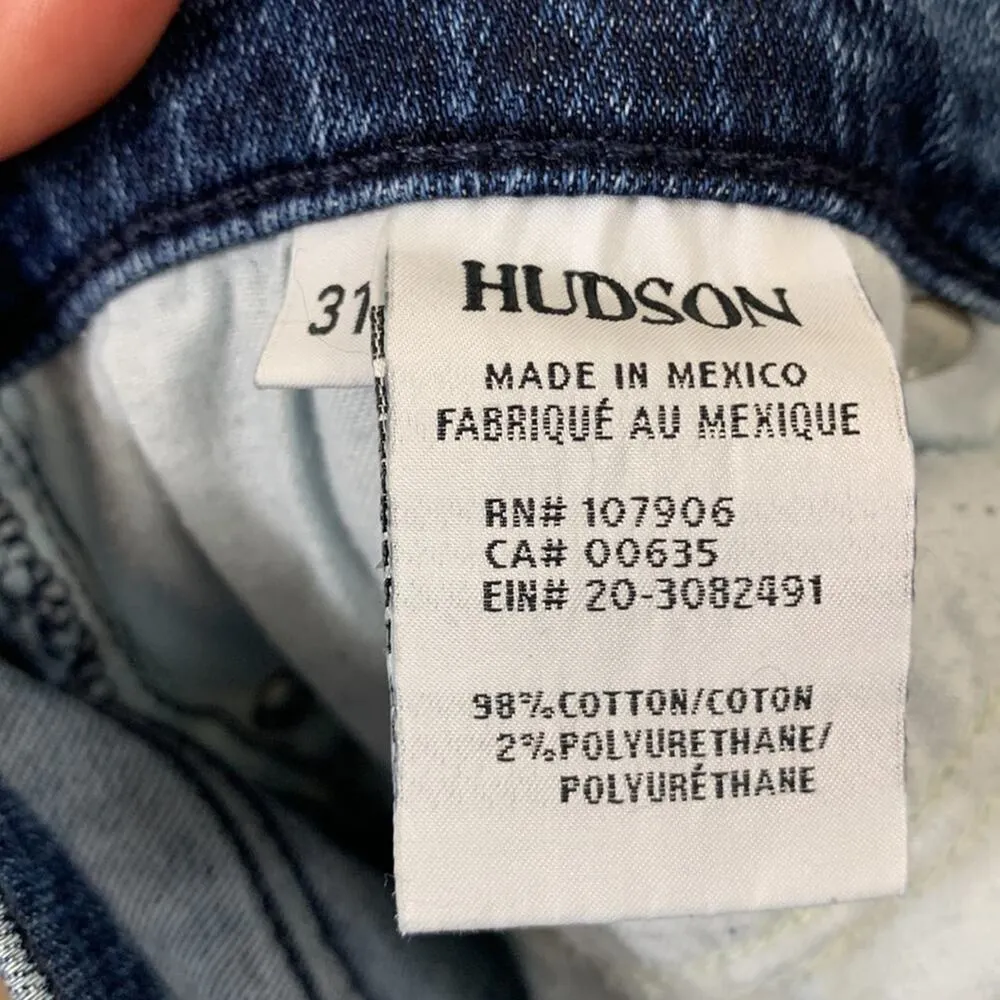 31
HUDSON
MADE IN MEXICO
FABRIQUÉ AU MEXIQUE
RN# 107906
CA# 00635
EIN# 20-3082491
98% COTTON/COTON
2% POLYURETHANE/
POLYURÉTHANE